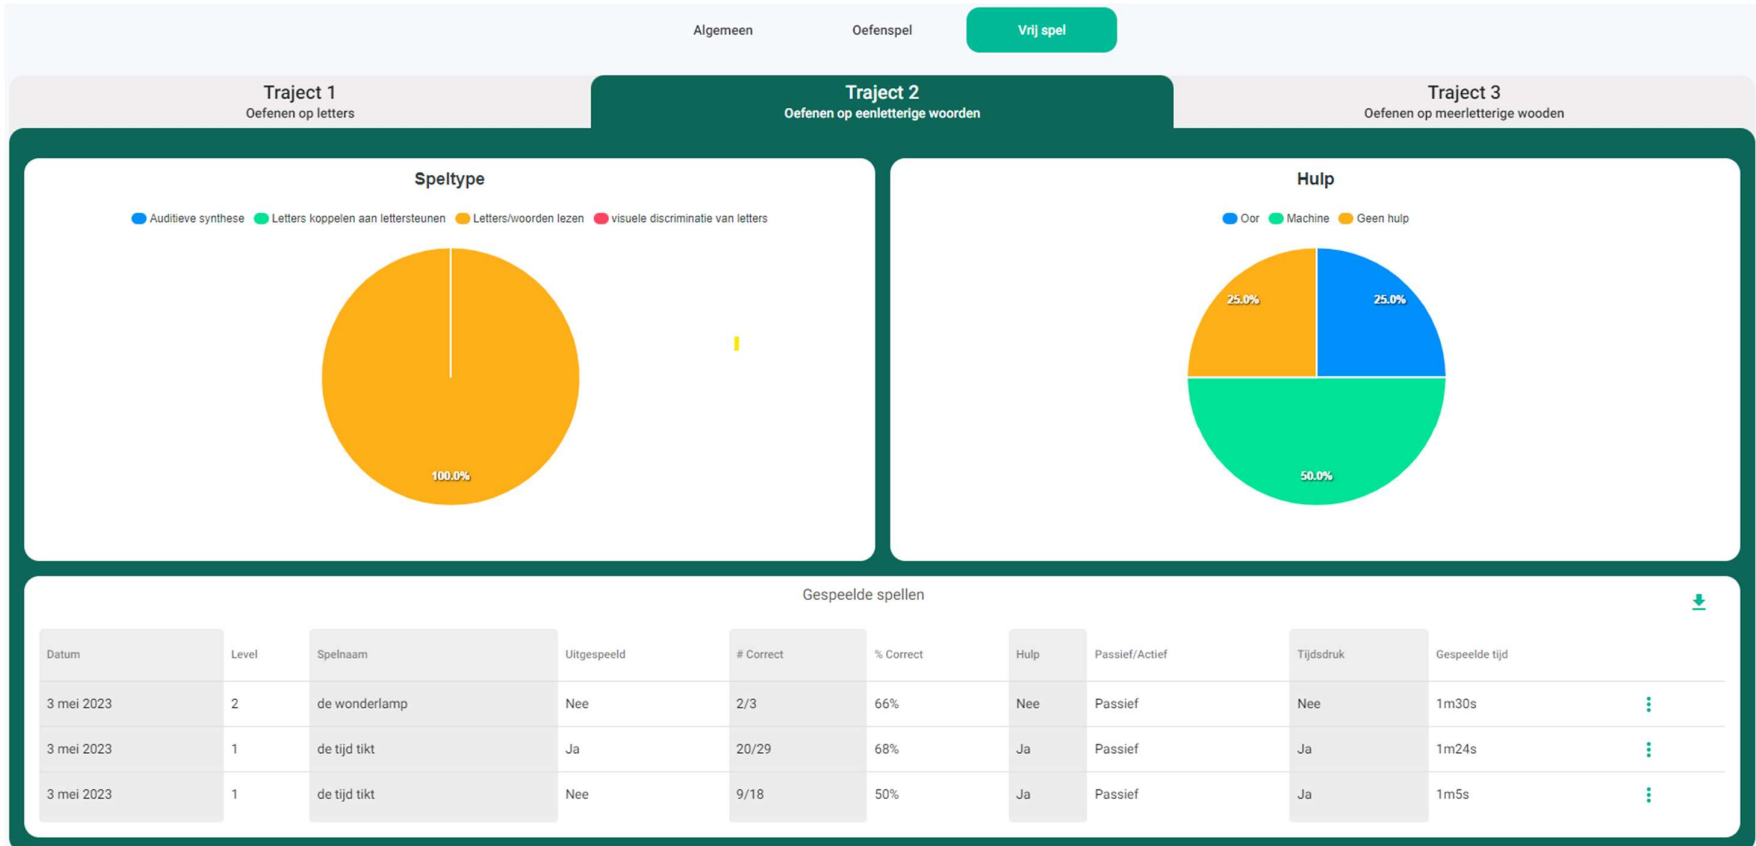 Algemeen Oefenspel Vrij spel
Traject 1 Traject 2 Traject 3
Oefenen op letters Oefenen op eenletterige woorden Oefenen op meerletterige wooden
Speltype
Auditieve synthese Letters koppelen aan lettersteunen Letters/woorden lezen visuele discriminatie van letters
100.0%
Hulp
Oor Machine Geen hulp
25.0% 25.0%
50.0%
Gespeelde spellen
Datum Level Spelnaam Uitgespeeld # Correct % Correct Hulp Passief/Actief Tijdsdruk Gespeelde tijd
3 mei 2023 2 de wonderlamp Nee 2/3 66% Nee Passief Nee 1m30s
3 mei 2023 1 de tijd tikt Ja 20/29 68% Ja Passief Ja 1m24s
3 mei 2023 1 de tijd tikt Nee 9/18 50% Ja Passief Ja 1m5s